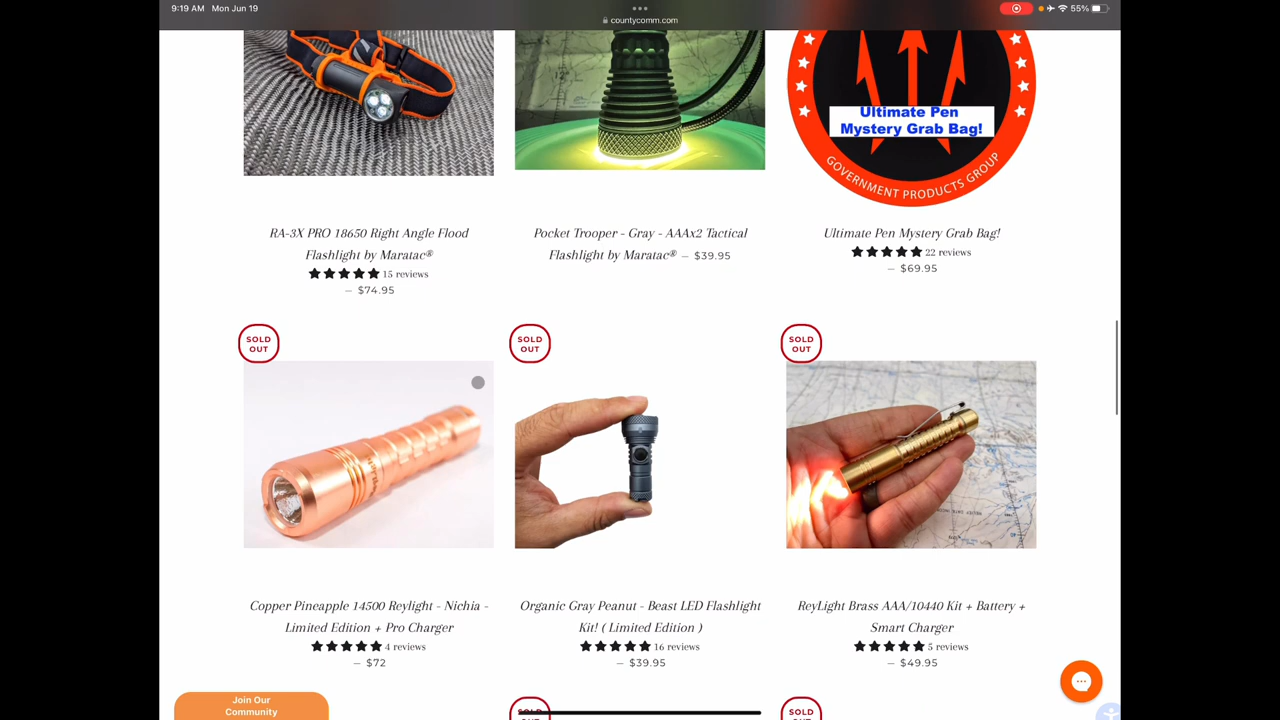 9:19 AM Mon Jun 19
55%
countycomm.com
Ultimate Pen
Mystery Grab Bag!
GOVERNMENT PRODUCTS GROUP
RA-3X PRO 18650 Right Angle Flood
Flashlight by Maratac®
15 reviews
— $74.95
Pocket Trooper - Gray - AAAx2 Tactical
Flashlight by Maratac® — $39.95
Ultimate Pen Mystery Grab Bag!
22 reviews
— $69.95
SOLD
OUT
SOLD
OUT
SOLD
OUT
Copper Pineapple 14500 Reylight - Nichia -
Limited Edition + Pro Charger
4 reviews
— $72
Organic Gray Peanut - Beast LED Flashlight
Kit! ( Limited Edition )
16 reviews
— $39.95
ReyLight Brass AAA/10440 Kit + Battery +
Smart Charger
5 reviews
— $49.95
Join Our
Community
SOLD
SOLD